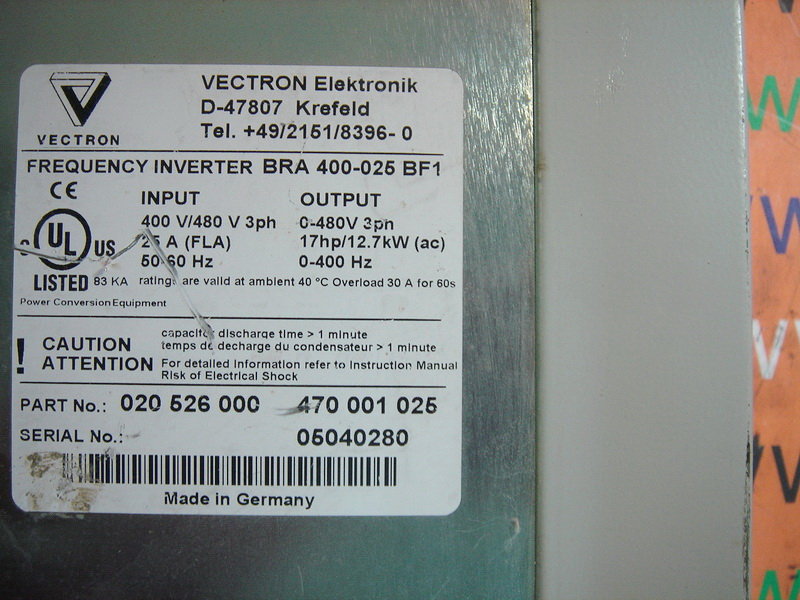 VECTRON
VECTRON Elektronik
D-47807 Krefeld
Tel. +49/2151/8396- 0
FREQUENCY INVERTER BRA 400-025 BF1
CE
INPUT OUTPUT
400 V/480 V 3ph 0-480V 3ph
25 A (FLA) 17hp/12.7kW (ac)
50-60 Hz 0-400 Hz
C UL US
LISTED 83 KA ratings are valid at ambient 40 °C Overload 30 A for 60s
Power Conversion Equipment
! CAUTION
ATTENTION
capacitor discharge time > 1 minute
temps de decharge du condensateur > 1 minute
For detailed Information refer to Instruction Manual
Risk of Electrical Shock
PART No.: 020 526 000 470 001 025
SERIAL No.: 05040280
Made in Germany
W
W
W
W
W